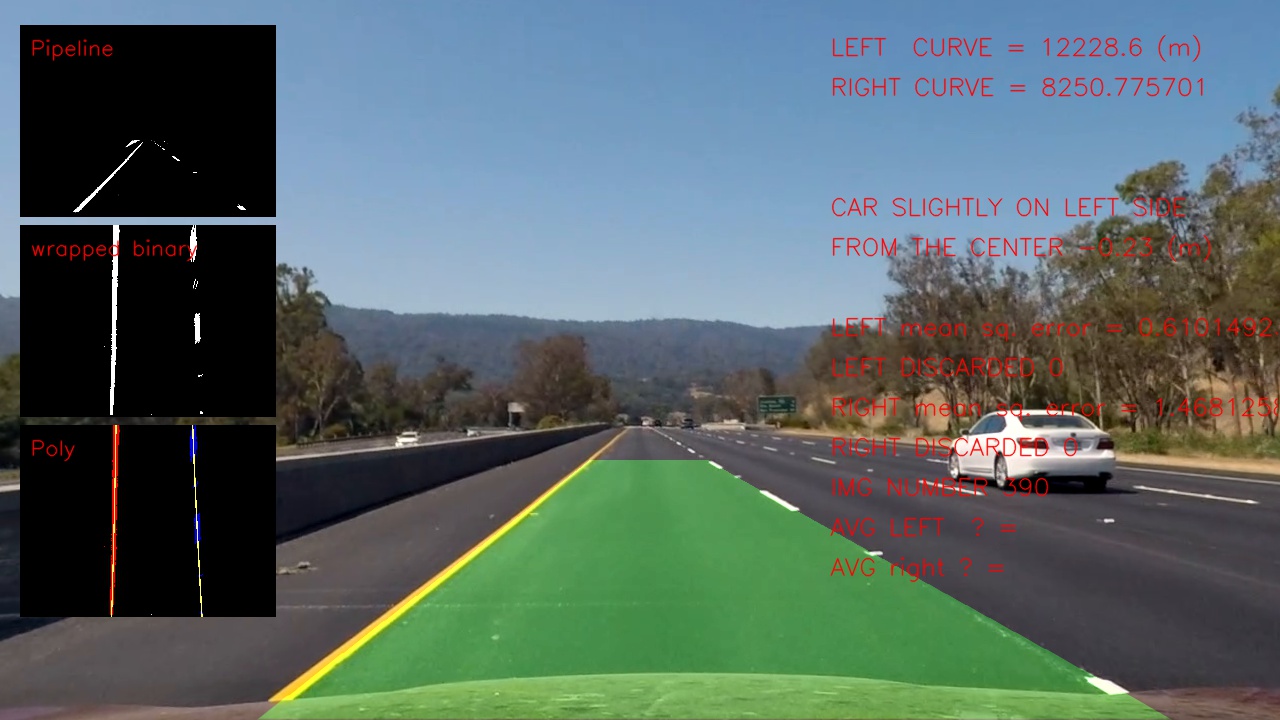 Pipeline
wrapped binary
Poly
LEFT CURVE = 12228.6 (m)
RIGHT CURVE = 8250.775701
CAR SLIGHTLY ON LEFT SIDE
FROM THE CENTER -0.23 (m)
LEFT mean sq. error = 0.6101492
LEFT DISCARDED 0
RIGHT mean sq. error = 1.468125
RIGHT DISCARDED 0
IMG NUMBER 390
AVG LEFT ? =
AVG right ? =